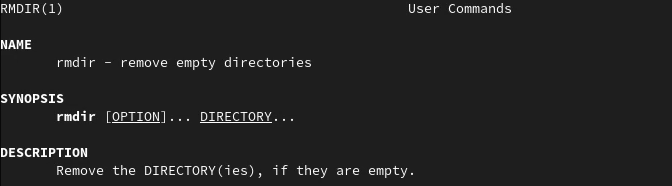 RMDIR(1) User Commands
NAME
rmdir - remove empty directories
SYNOPSIS
rmdir [OPTION]... DIRECTORY...
DESCRIPTION
Remove the DIRECTORY(ies), if they are empty.